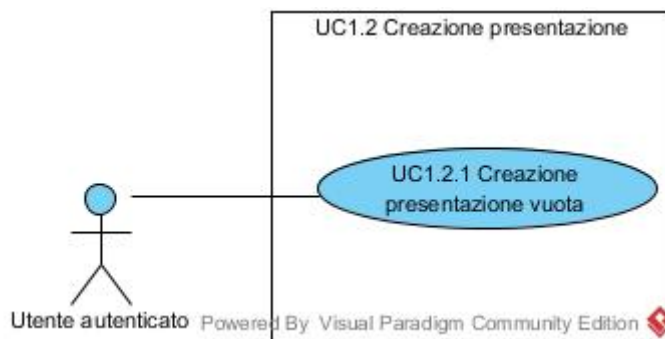 UC1.2 Creazione presentazione
UC1.2.1 Creazione
presentazione vuota
Utente autenticato
Powered By Visual Paradigm Community Edition